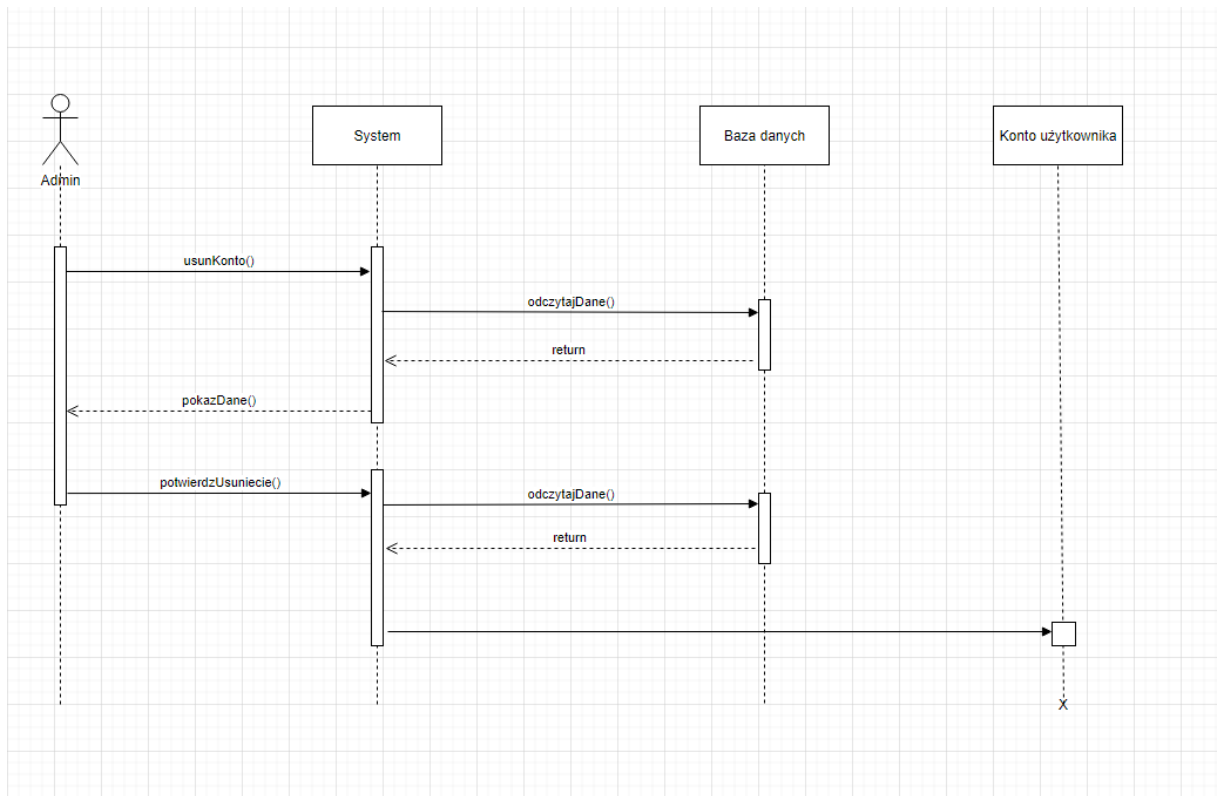 System
Baza danych
Konto użytkownika
Admin
usunKonto()
odczytajDane()
return
pokazDane()
potwierdzUsuniecie()
odczytajDane()
return
X